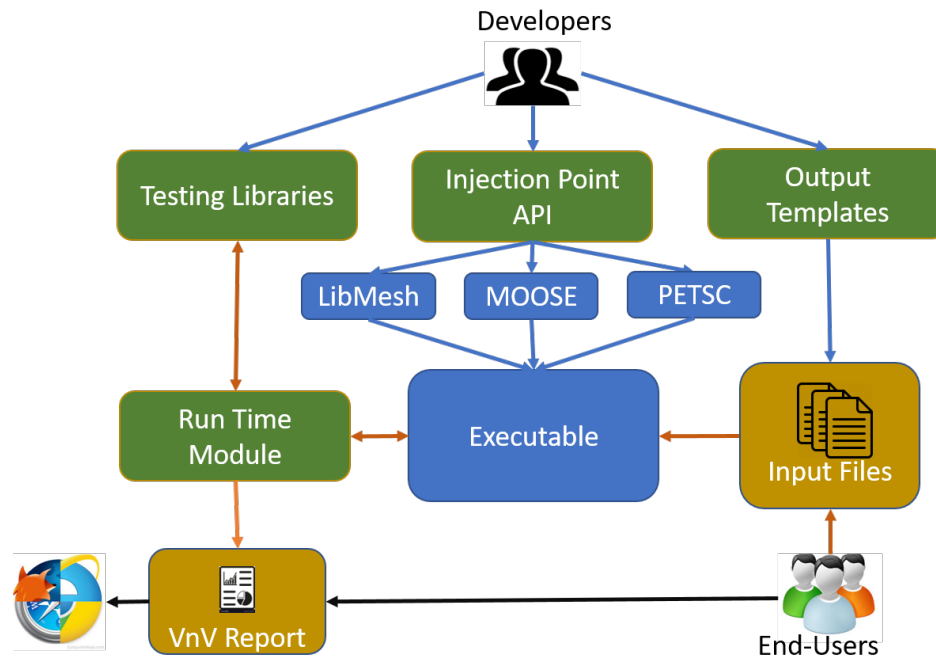 Developers
Testing Libraries
Injection Point
API
Output
Templates
LibMesh
MOOSE
PETSC
Run Time
Module
Executable
Input Files
VnV Report
End-Users